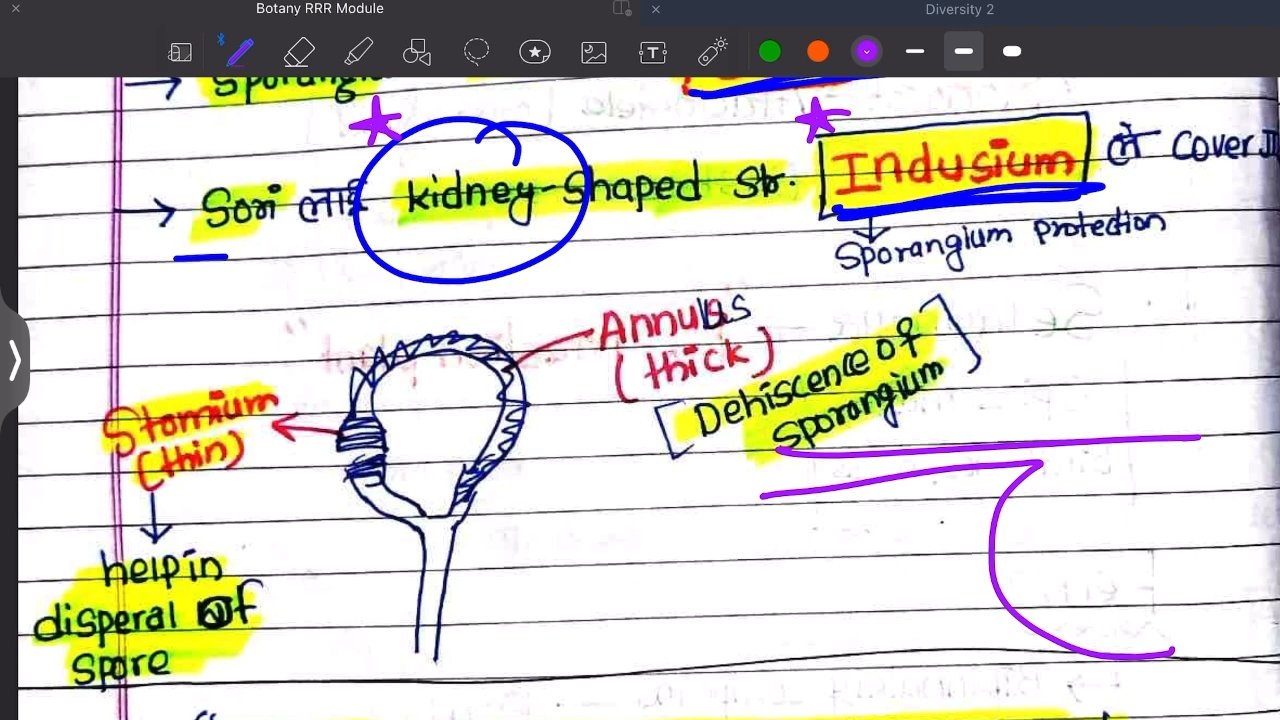 Botany RRR Module
Diversity 2
→ Sori लाई kidney-shaped str. Indusium ले Cover
Sporangium protection
Annulus
(thick)
[Dehiscence of
sporangium]
Stomium
(thin)
help in
disperal of
spore